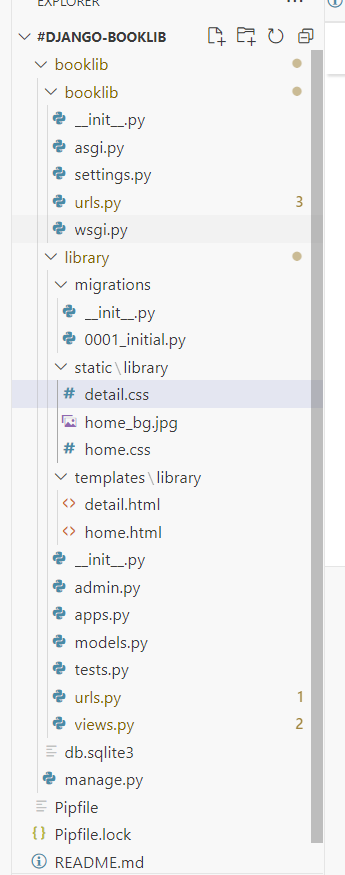 EXPLORER
#DJANGO-BOOKLIB
booklib
booklib
__init__.py
asgi.py
settings.py
urls.py 3
wsgi.py
library
migrations
__init__.py
0001_initial.py
static\library
detail.css
home_bg.jpg
home.css
templates\library
detail.html
home.html
__init__.py
admin.py
apps.py
models.py
tests.py
urls.py 1
views.py 2
db.sqlite3
manage.py
Pipfile
Pipfile.lock
README.md